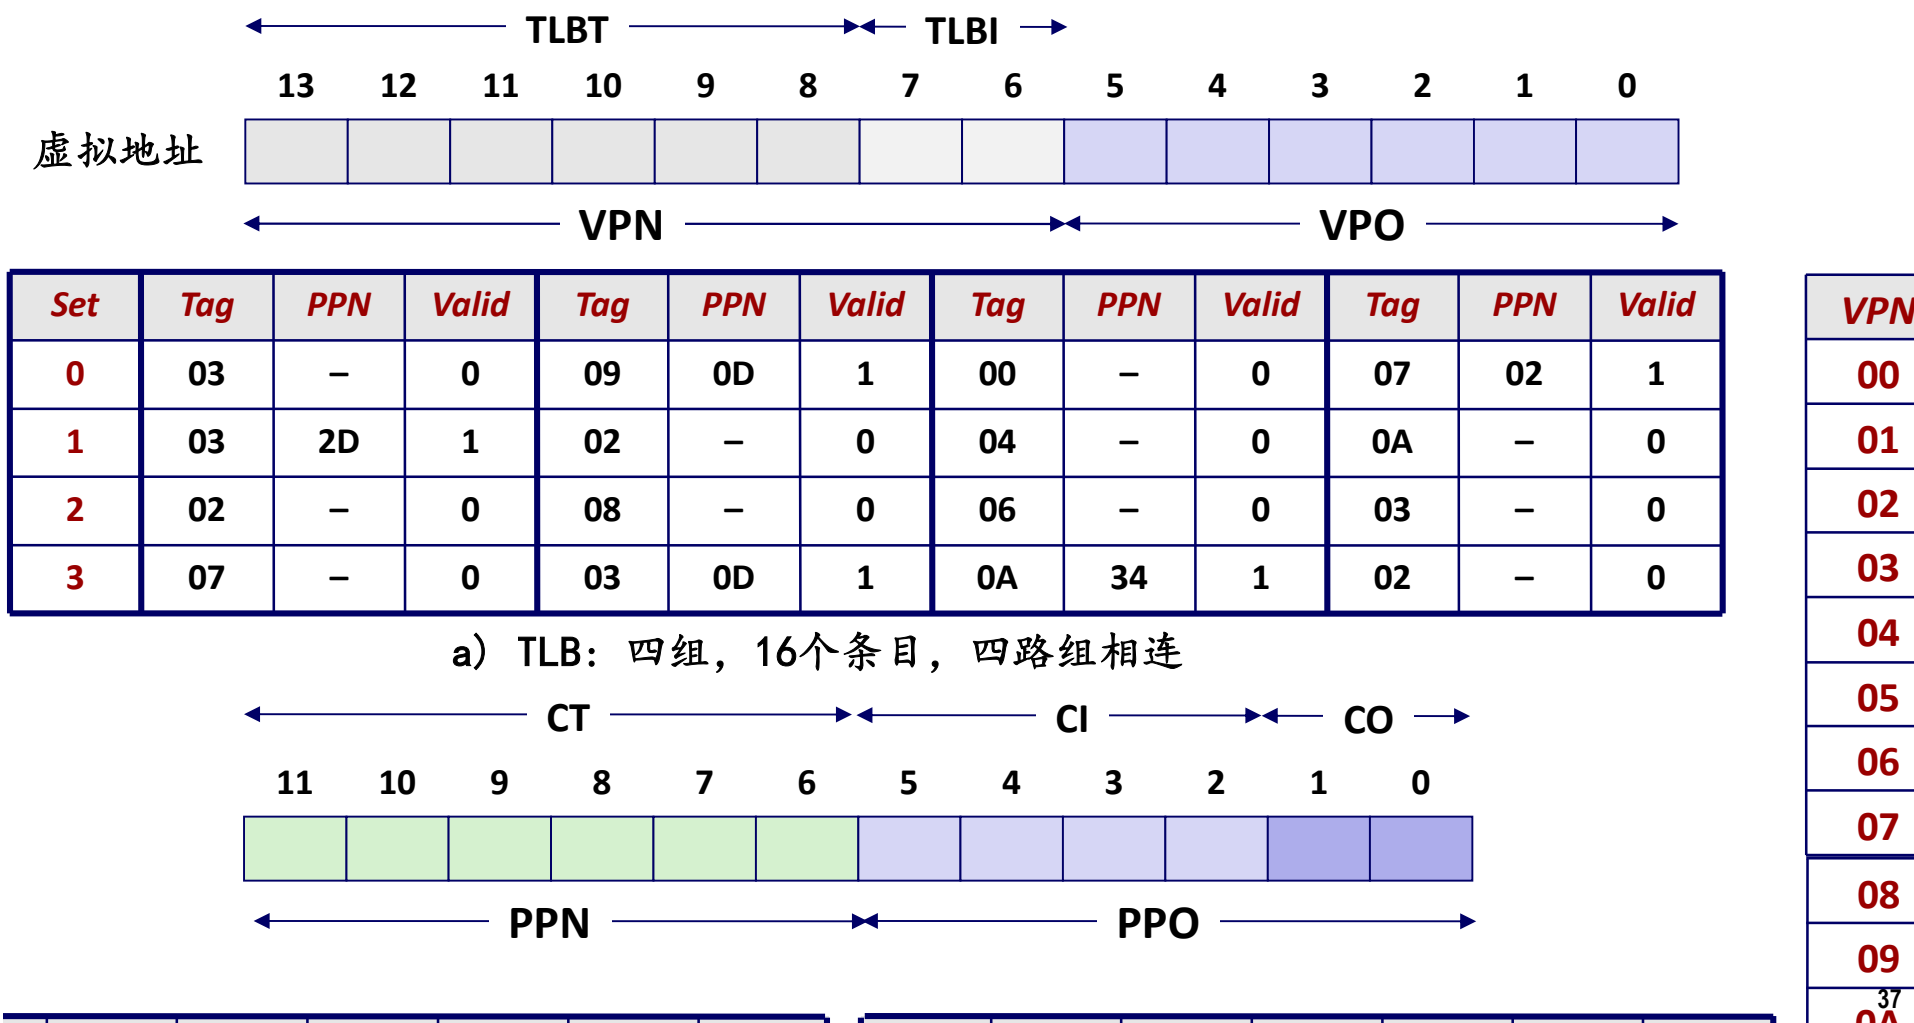 TLBT TLBI
13 12 11 10 9 8 7 6 5 4 3 2 1 0
虚拟地址
VPN VPO
Set Tag PPN Valid Tag PPN Valid Tag PPN Valid Tag PPN Valid
0 03 – 0 09 0D 1 00 – 0 07 02 1
1 03 2D 1 02 – 0 04 – 0 0A – 0
2 02 – 0 08 – 0 06 – 0 03 – 0
3 07 – 0 03 0D 1 0A 34 1 02 – 0
a) TLB: 四组, 16个条目, 四路组相连
CT CI CO
11 10 9 8 7 6 5 4 3 2 1 0
PPN PPO
VPN
00
01
02
03
04
05
06
07
08
09
37
0A